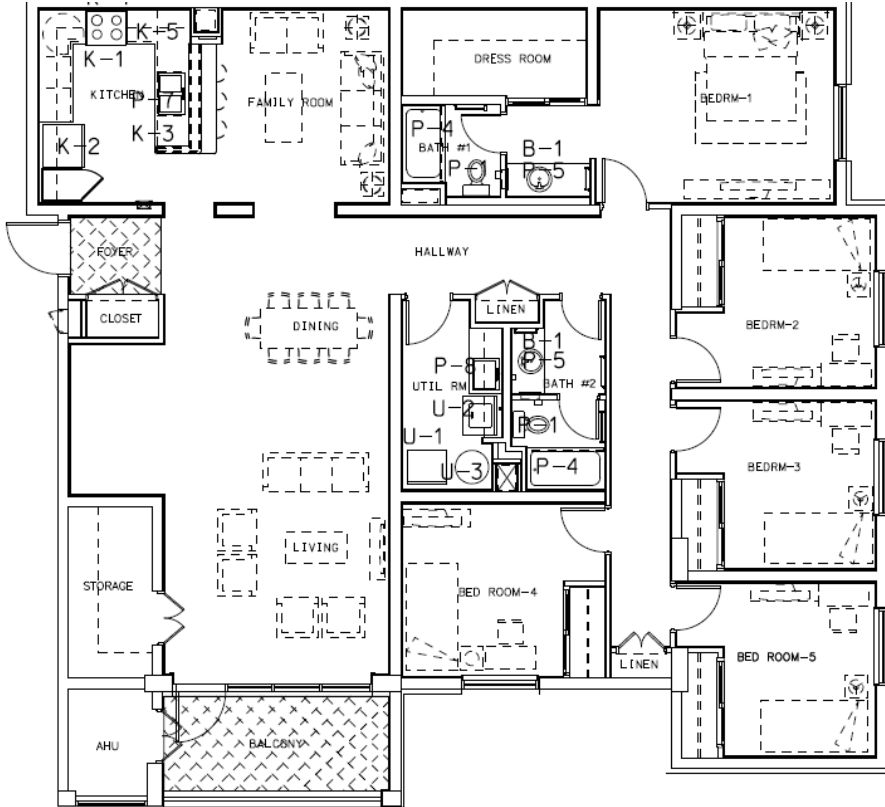 K-5
K-1
KITCHEN
P-7
K-3
K-2
FAMILY ROOM
DRESS ROOM
P-4
BATH #1
P-1
B-1
P-5
BEDRM-1
FOYER
HALLWAY
CLOSET
DINING
LINEN
BEDRM-2
B-1
P-5
P-8
UTIL RM
BATH #2
U-2
P-1
U-1
U-3
P-4
BEDRM-3
LIVING
STORAGE
BED ROOM-4
LINEN
BED ROOM-5
AHU
BALCONY